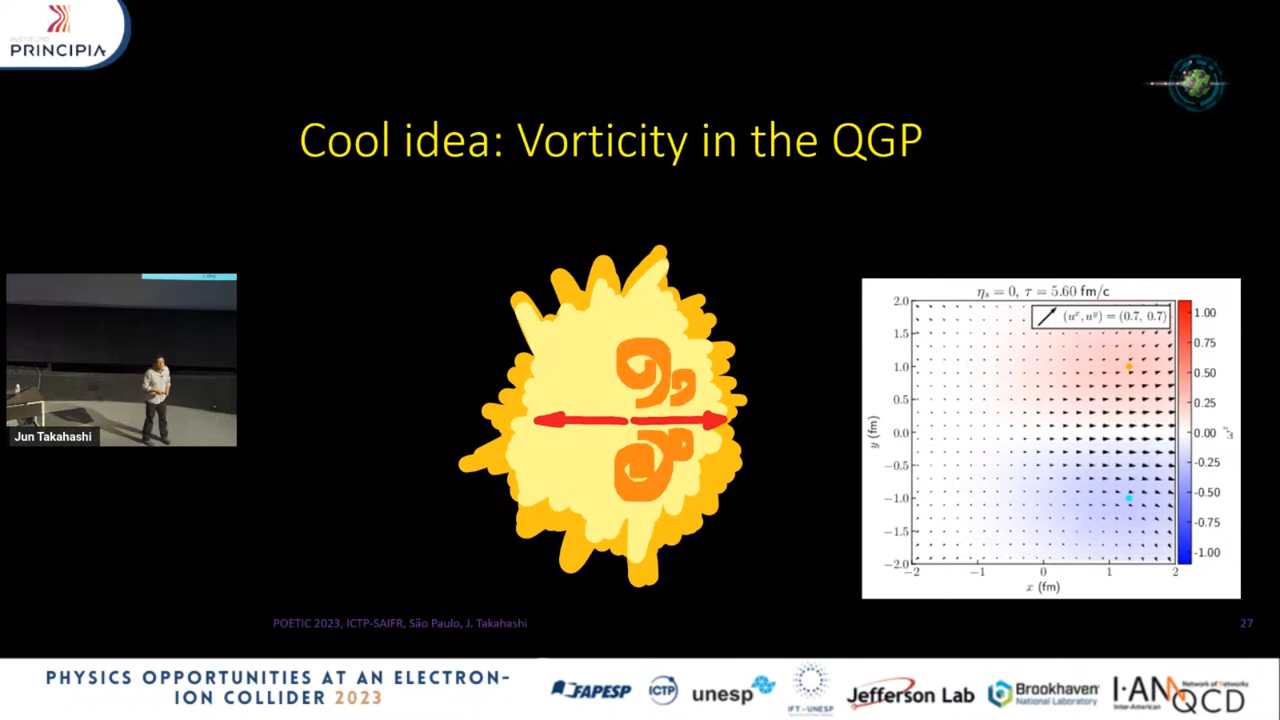 INSTITUTO
PRINCIPIA
Cool idea: Vorticity in the QGP
Jun Takahashi
ηs = 0, τ = 5.60 fm/c
(uˣ, uʸ) = (0.7, 0.7)
2.0
1.5
1.0
0.5
0.0
−0.5
−1.0
−1.5
−2.0
y (fm)
−2
−1
0
1
2
x (fm)
1.00
0.75
0.50
0.25
0.00
-0.25
-0.50
-0.75
-1.00
POETIC 2023, ICTP-SAIFR, São Paulo, J. Takahashi
27
PHYSICS OPPORTUNITIES AT AN ELECTRON-
ION COLLIDER 2023
FAPESP
ICTP
unesp
IFT - UNESP
Jefferson Lab
Brookhaven
National Laboratory
Network of Networks
I·ANQCD
Inter-American